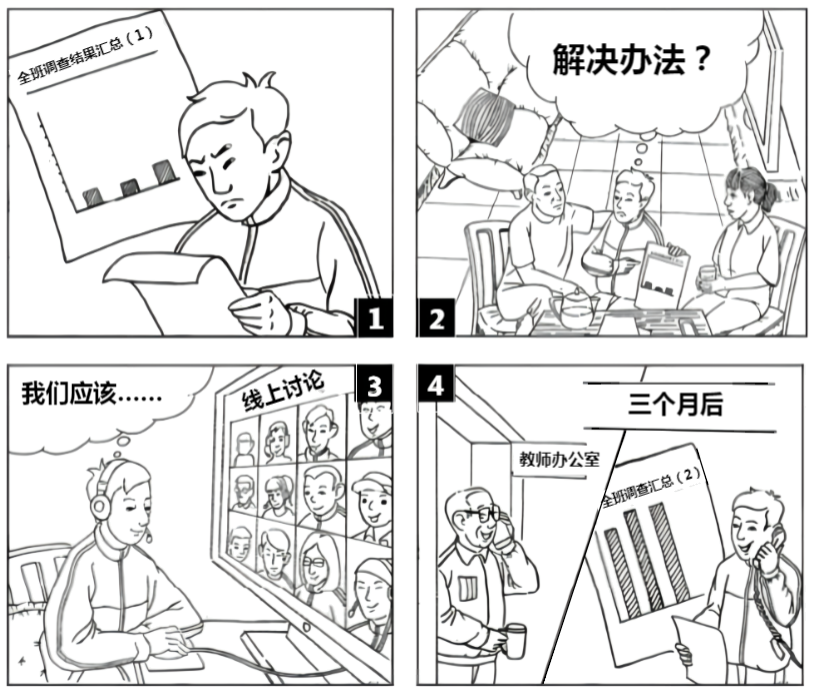 全班调查结果汇总（1）
1
解决办法？
2
我们应该……
线上讨论
3
4
教师办公室
三个月后
全班调查汇总（2）